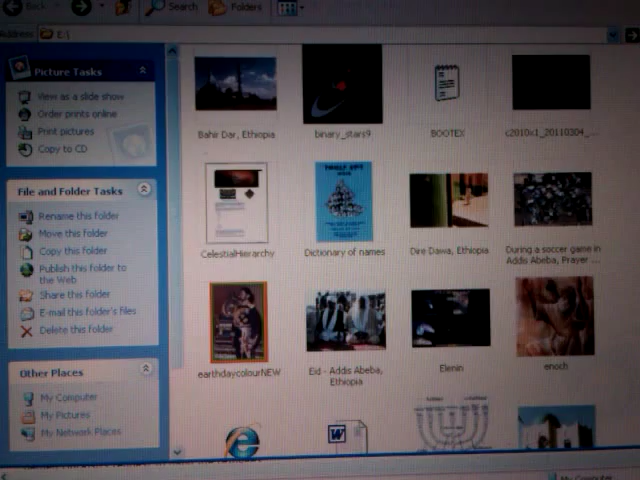 Back
Search
Folders
Address
E:\
Picture Tasks
View as a slide show
Order prints online
Print pictures
Copy to CD
File and Folder Tasks
Rename this folder
Move this folder
Copy this folder
Publish this folder to
the Web
Share this folder
E-mail this folder's files
Delete this folder
Other Places
My Computer
My Pictures
My Network Places
Bahir Dar, Ethiopia
binary_stars9
BOOTEX
c2010x1_20110204_...
CelestialHierarchy
Dictionary of names
Dire Dawa, Ethiopia
During a soccer game in
Addis Abeba, Prayer ...
earthdaycolourNEW
Eid - Addis Abeba,
Ethiopia
Elenin
enoch
My Computer